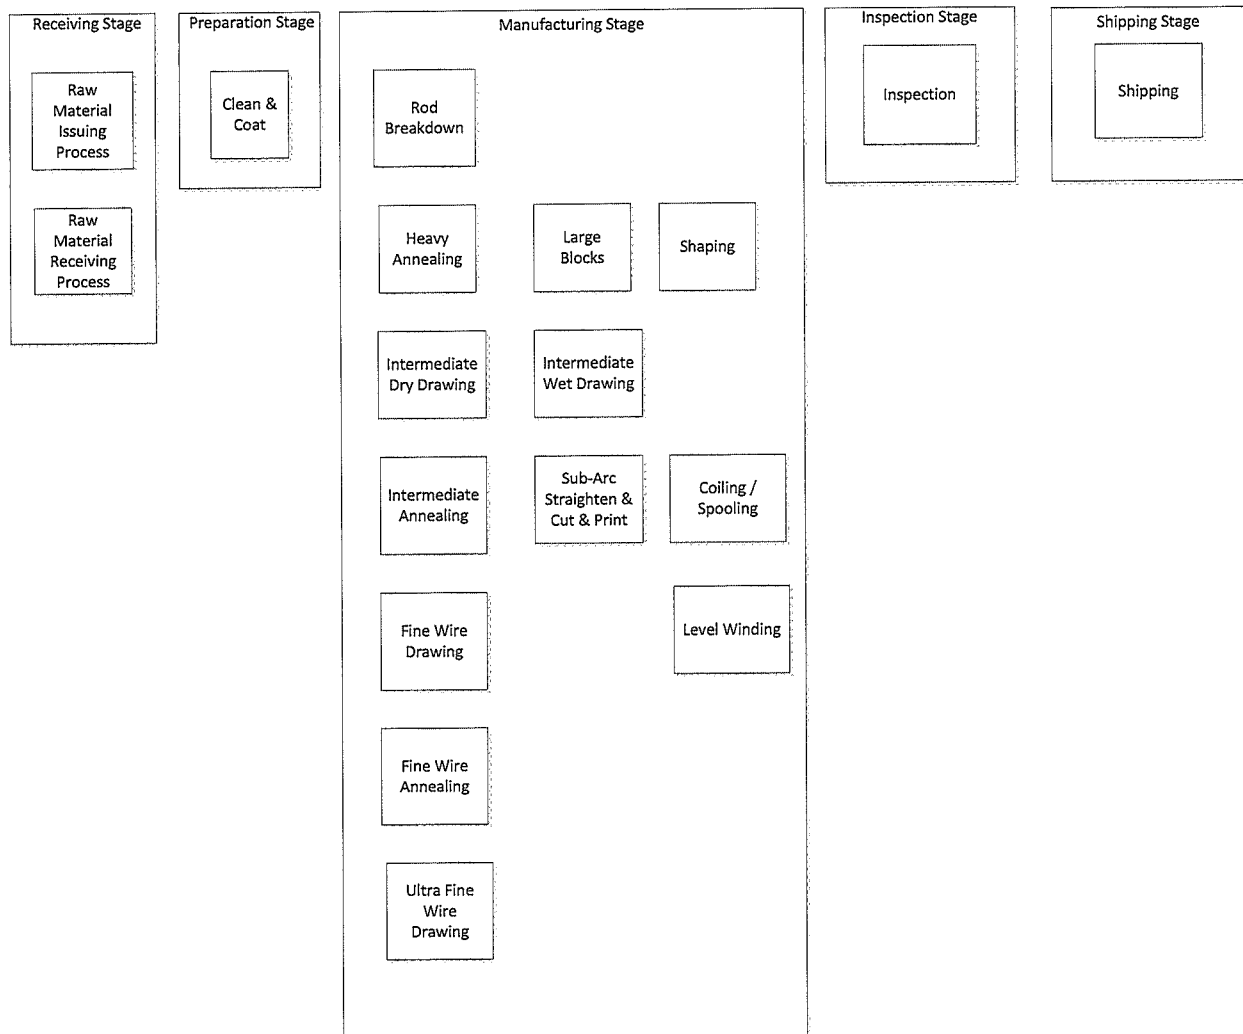 Receiving Stage
Raw
Material
Issuing
Process
Raw
Material
Receiving
Process
Preparation Stage
Clean &
Coat
Manufacturing Stage
Rod
Breakdown
Heavy
Annealing
Large
Blocks
Shaping
Intermediate
Dry Drawing
Intermediate
Wet Drawing
Intermediate
Annealing
Sub-Arc
Straighten &
Cut & Print
Coiling /
Spooling
Fine Wire
Drawing
Level Winding
Fine Wire
Annealing
Ultra Fine
Wire
Drawing
Inspection Stage
Inspection
Shipping Stage
Shipping